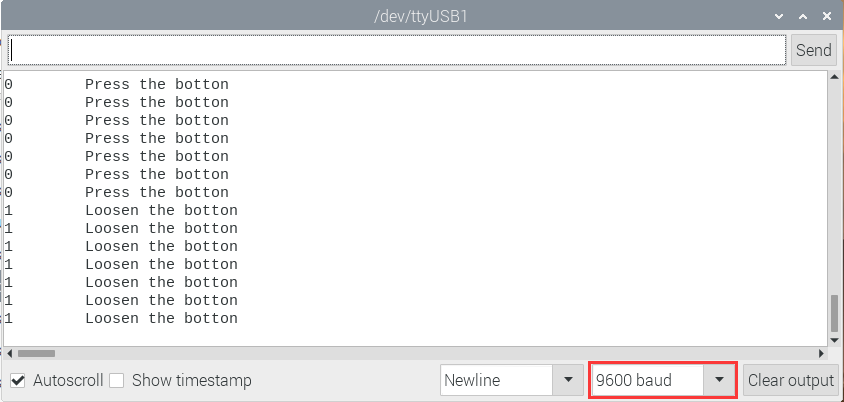 /dev/ttyUSB1
Send
0 Press the botton
0 Press the botton
0 Press the botton
0 Press the botton
0 Press the botton
0 Press the botton
0 Press the botton
1 Loosen the botton
1 Loosen the botton
1 Loosen the botton
1 Loosen the botton
1 Loosen the botton
1 Loosen the botton
1 Loosen the botton
Autoscroll Show timestamp Newline 9600 baud Clear output